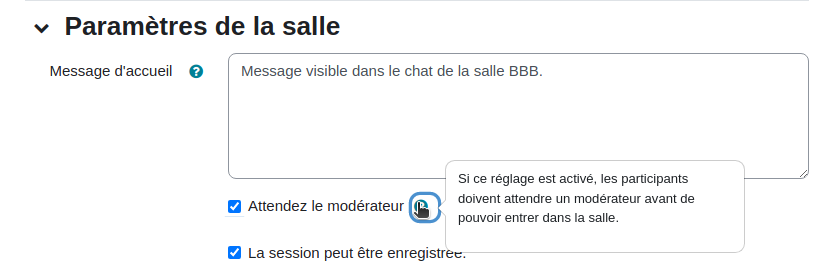 Paramètres de la salle
Message d'accueil
Message visible dans le chat de la salle BBB.
Attendez le modérateur
Si ce réglage est activé, les participants
doivent attendre un modérateur avant de
pouvoir entrer dans la salle.
La session peut être enregistrée.